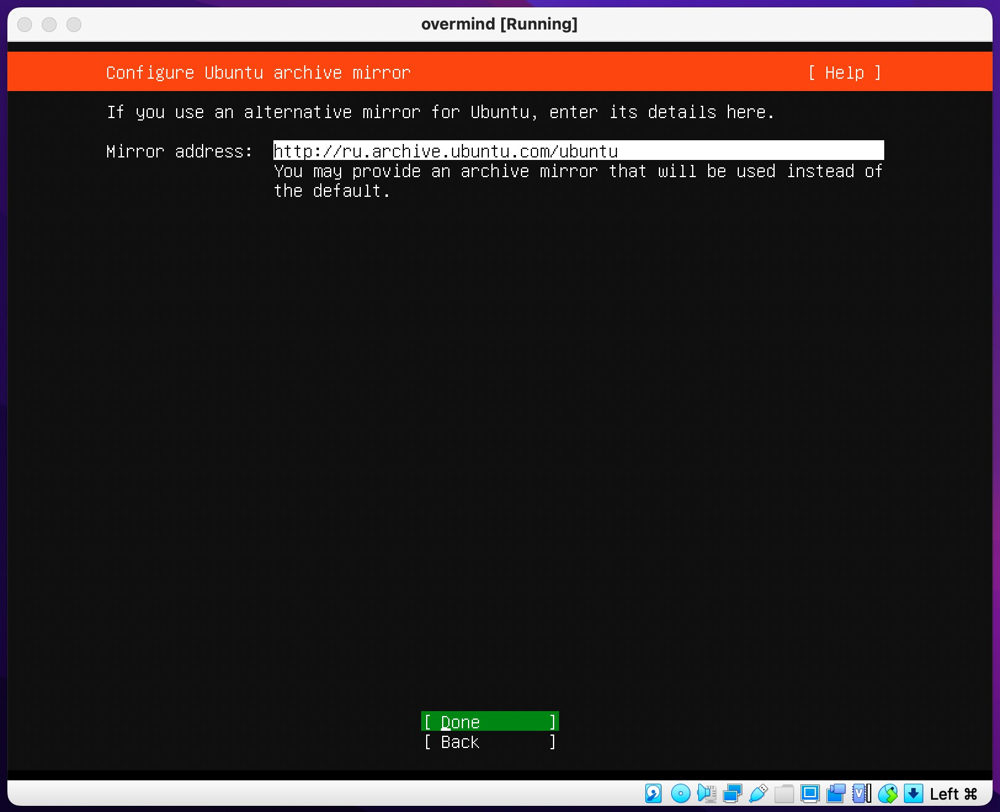 overmind [Running]
Configure Ubuntu archive mirror [ Help ]
If you use an alternative mirror for Ubuntu, enter its details here.
Mirror address: http://ru.archive.ubuntu.com/ubuntu
You may provide an archive mirror that will be used instead of
the default.
[ Done ]
[ Back ]
V
Left ⌘